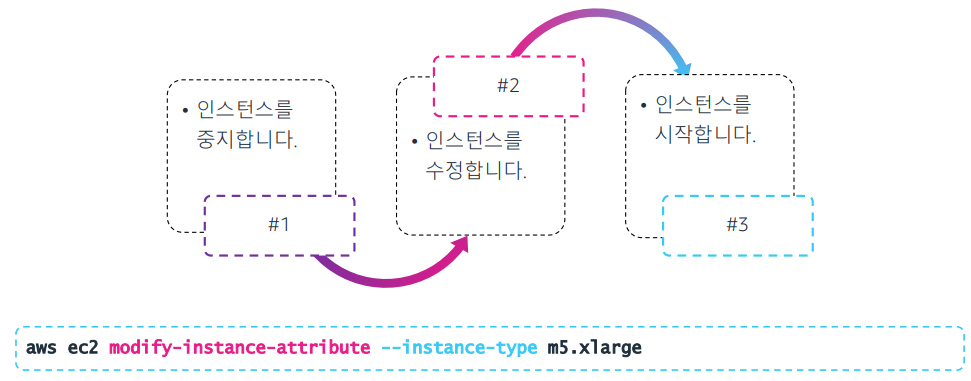 • 인스턴스를
중지합니다.
#1
#2
• 인스턴스를
수정합니다.
• 인스턴스를
시작합니다.
#3
aws ec2 modify-instance-attribute --instance-type m5.xlarge